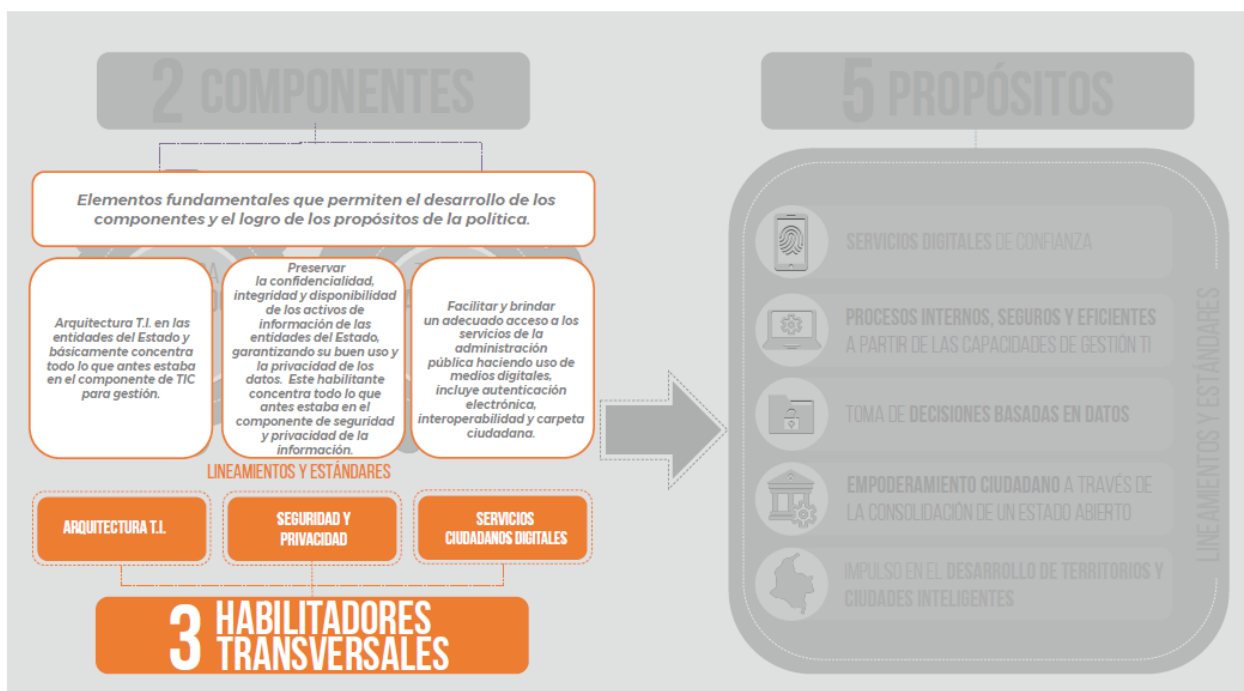 2 COMPONENTES
Elementos fundamentales que permiten el desarrollo de los
componentes y el logro de los propósitos de la política.
Arquitectura T.I. en las
entidades del Estado y
básicamente concentra
todo lo que antes estaba
en el componente de TIC
para gestión.
Preservar
la confidencialidad,
integridad y disponibilidad
de los activos de
información de las
entidades del Estado,
garantizando su buen uso y
la privacidad de los
datos. Este habilitante
concentra todo lo que
antes estaba en el
componente de seguridad
y privacidad de la
información.
Facilitar y brindar
un adecuado acceso a los
servicios de la
administración
pública haciendo uso de
medios digitales,
incluye autenticación
electrónica,
interoperabilidad y carpeta
ciudadana.
LINEAMIENTOS Y ESTÁNDARES
ARQUITECTURA T.I.
SEGURIDAD Y
PRIVACIDAD
SERVICIOS
CIUDADANOS DIGITALES
3 HABILITADORES
TRANSVERSALES
5 PROPÓSITOS
SERVICIOS DIGITALES DE CONFIANZA
PROCESOS INTERNOS, SEGUROS Y EFICIENTES
A PARTIR DE LAS CAPACIDADES DE GESTIÓN TI
TOMA DE DECISIONES BASADAS EN DATOS
EMPODERAMIENTO CIUDADANO A TRAVÉS DE
LA CONSOLIDACIÓN DE UN ESTADO ABIERTO
IMPULSO EN EL DESARROLLO DE TERRITORIOS Y
CIUDADES INTELIGENTES
LINEAMIENTOS Y ESTÁNDARES